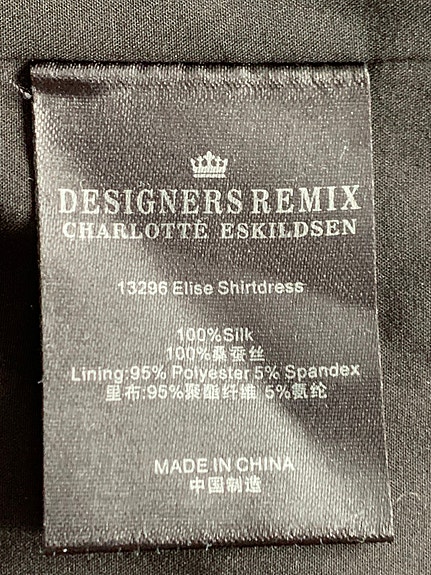 DESIGNERS REMIX
CHARLOTTE ESKILDSEN
13296 Elise Shirtdress
100%Silk
100%桑蚕丝
Lining:95% Polyester 5% Spandex
里布:95%聚酯纤维 5%氨纶
MADE IN CHINA
中国制造